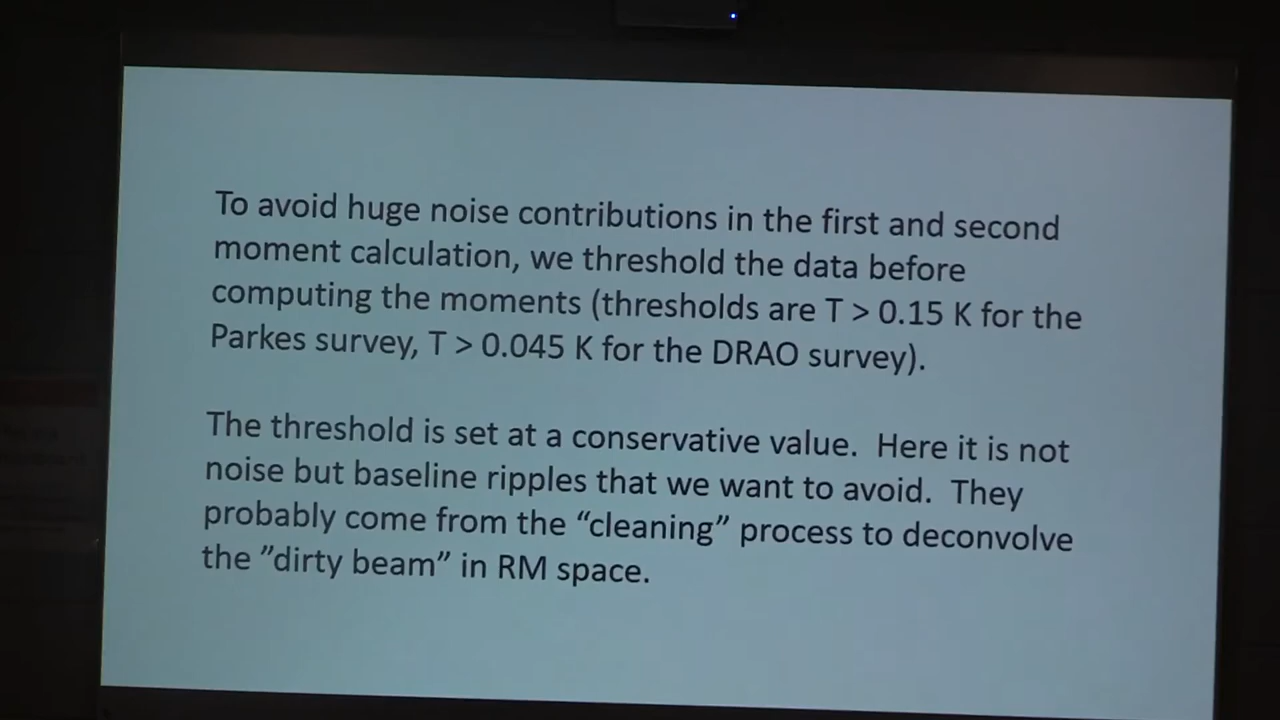 To avoid huge noise contributions in the first and second
moment calculation, we threshold the data before
computing the moments (thresholds are T > 0.15 K for the
Parkes survey, T > 0.045 K for the DRAO survey).
The threshold is set at a conservative value.  Here it is not
noise but baseline ripples that we want to avoid.  They
probably come from the “cleaning” process to deconvolve
the ”dirty beam” in RM space.